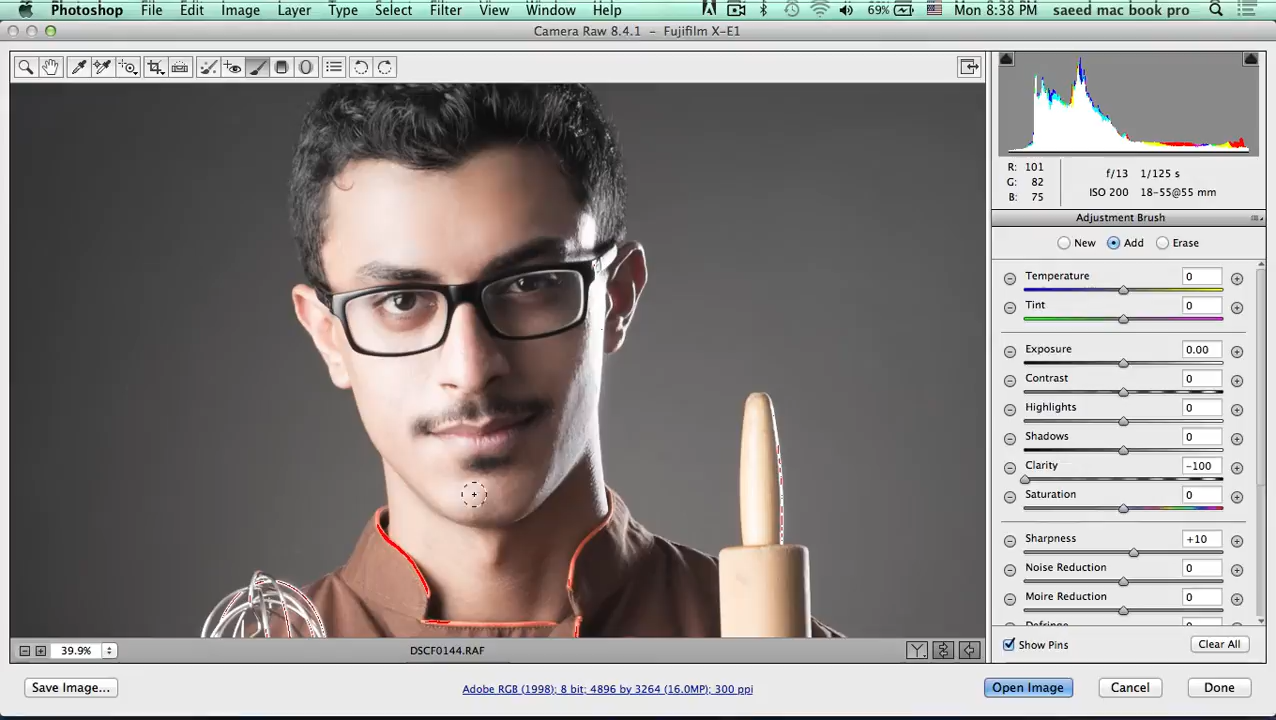 Photoshop File Edit Image Layer Type Select Filter View Window Help 69% Mon 8:38 PM saeed mac book pro
Camera Raw 8.4.1 - Fujifilm X-E1
R: 101
G: 82
B: 75
f/13 1/125 s
ISO 200 18-55@55 mm
Adjustment Brush
New Add Erase
Temperature 0
Tint 0
Exposure 0.00
Contrast 0
Highlights 0
Shadows 0
Clarity -100
Saturation 0
Sharpness +10
Noise Reduction 0
Moire Reduction 0
Defringe
39.9% DSCF0144.RAF Y
Show Pins Clear All
Save Image... Adobe RGB (1998); 8 bit; 4896 by 3264 (16.0MP); 300 ppi Open Image Cancel Done